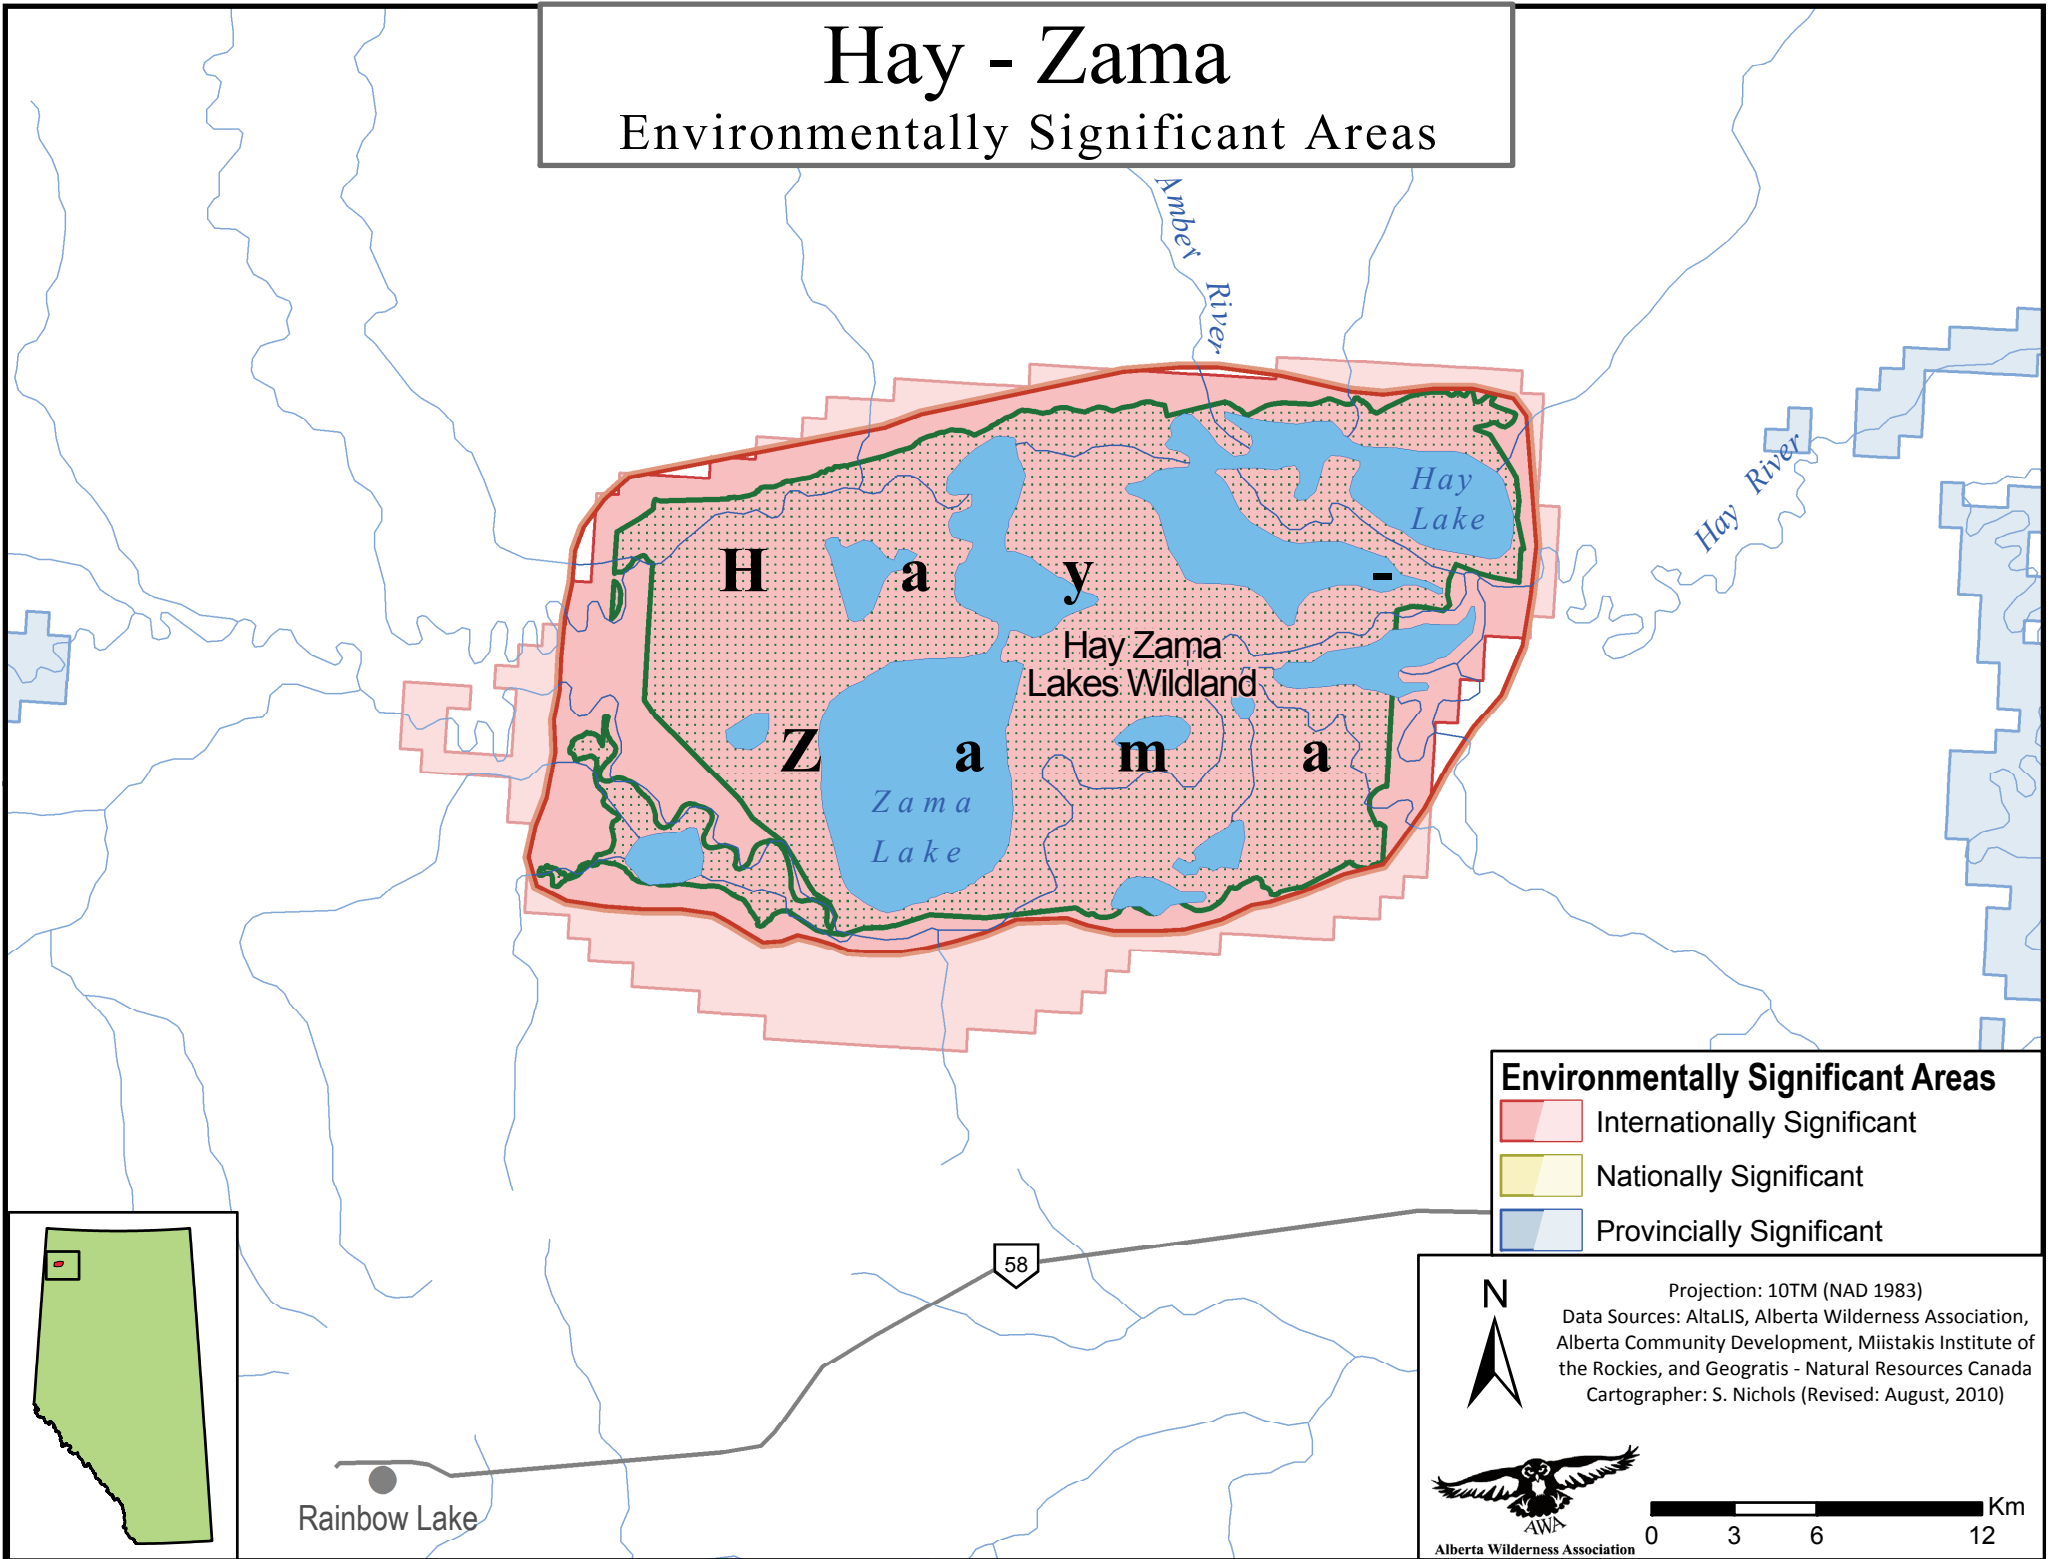 Hay - Zama
Environmentally Significant Areas
Amber River
Hay River
Hay
Lake
H a y -
Hay Zama
Lakes Wildland
Z a m a
Zama
Lake
58
Rainbow Lake
Environmentally Significant Areas
Internationally Significant
Nationally Significant
Provincially Significant
N
Projection: 10TM (NAD 1983)
Data Sources: AltaLIS, Alberta Wilderness Association,
Alberta Community Development, Miistakis Institute of
the Rockies, and Geogratis - Natural Resources Canada
Cartographer: S. Nichols (Revised: August, 2010)
AWA
Alberta Wilderness Association
Km
0 3 6 12